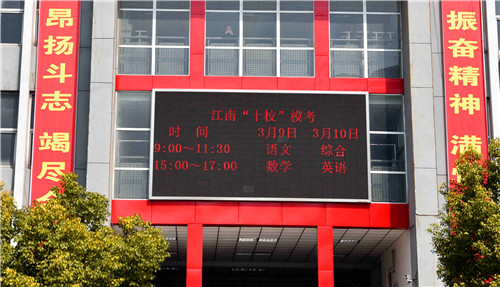 昂扬斗志 竭尽
江南“十校”模考
时 间 3月9日 3月10日
9:00～11:30 语文 综合
15:00～17:00 数学 英语
振奋精神 满